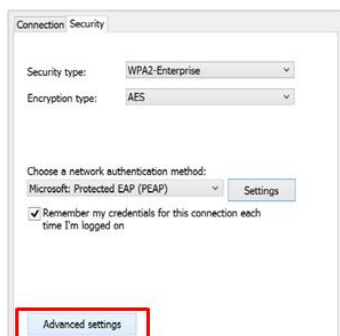 Connection Security
Security type: WPA2-Enterprise
Encryption type: AES
Choose a network authentication method:
Microsoft: Protected EAP (PEAP) Settings
Remember my credentials for this connection each
time I'm logged on
Advanced settings